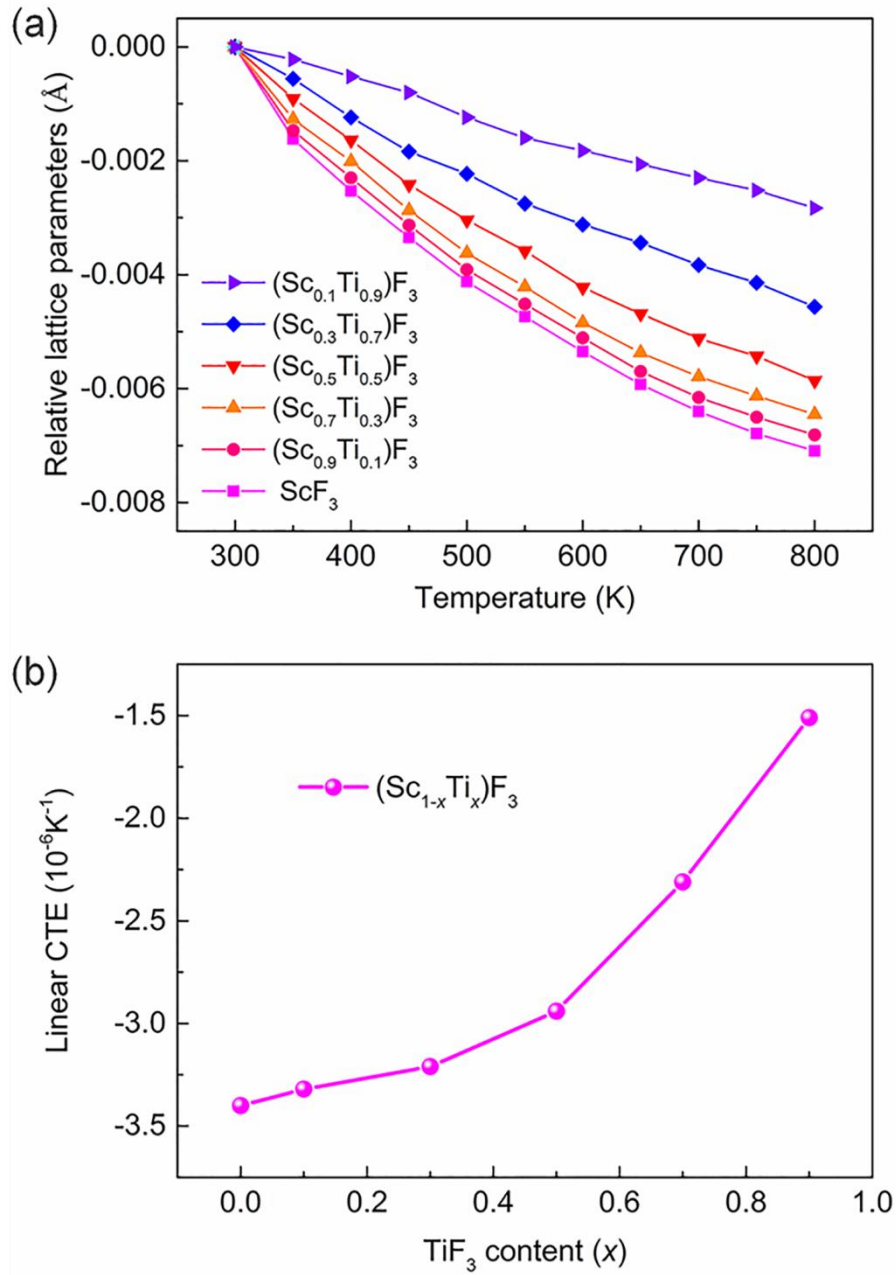 (a)
Relative lattice parameters (Å)
0.000
-0.002
-0.004
-0.006
-0.008
(Sc0.1Ti0.9)F3
(Sc0.3Ti0.7)F3
(Sc0.5Ti0.5)F3
(Sc0.7Ti0.3)F3
(Sc0.9Ti0.1)F3
ScF3
300 400 500 600 700 800
Temperature (K)
(b)
Linear CTE (10-6K-1)
-1.5
-2.0
-2.5
-3.0
-3.5
(Sc1-xTix)F3
0.0 0.2 0.4 0.6 0.8 1.0
TiF3 content (x)